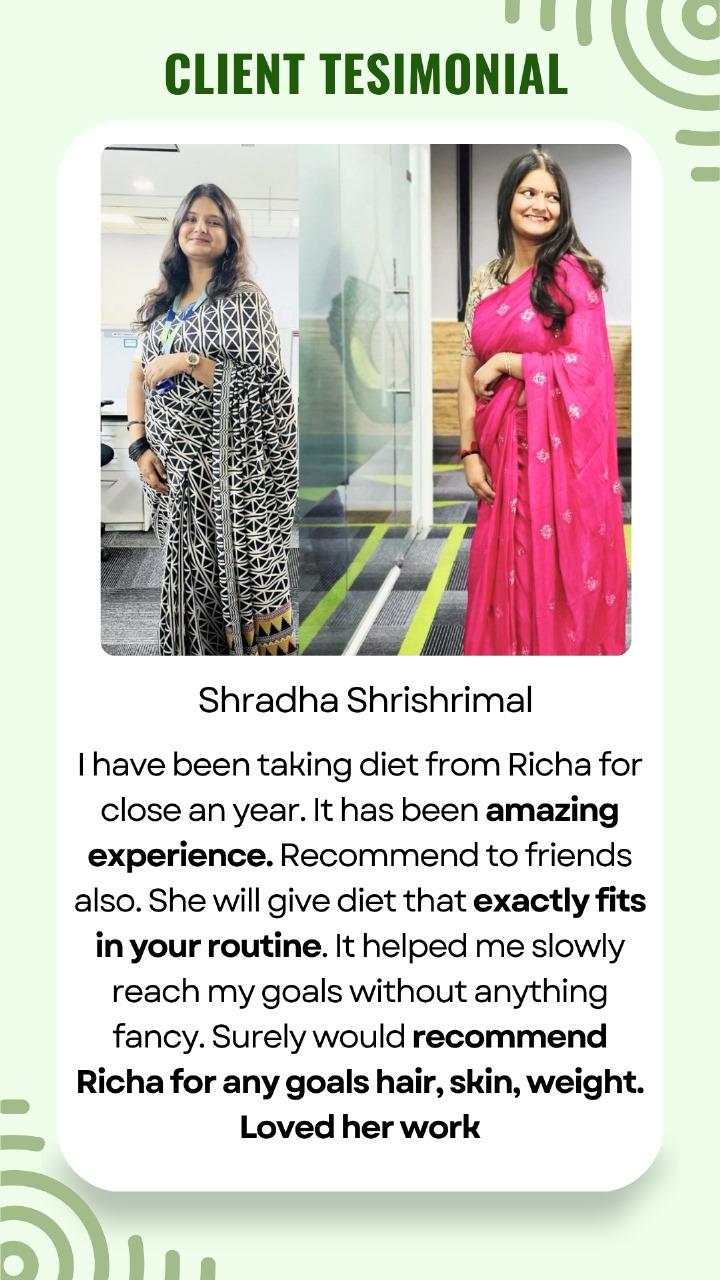 CLIENT TESIMONIAL
Shradha Shrishrimal
I have been taking diet from Richa for
close an year. It has been amazing
experience. Recommend to friends
also. She will give diet that exactly fits
in your routine. It helped me slowly
reach my goals without anything
fancy. Surely would recommend
Richa for any goals hair, skin, weight.
Loved her work